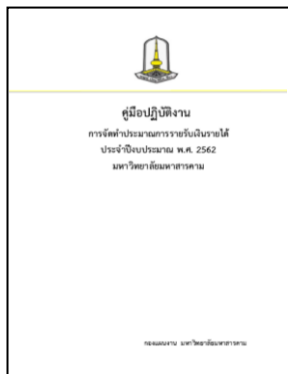 คู่มือปฏิบัติงาน
การจัดทำประมาณการรายรับเงินรายได้
ประจำปีงบประมาณ พ.ศ. 2562
มหาวิทยาลัยมหาสารคาม
กองแผนงาน มหาวิทยาลัยมหาสารคาม